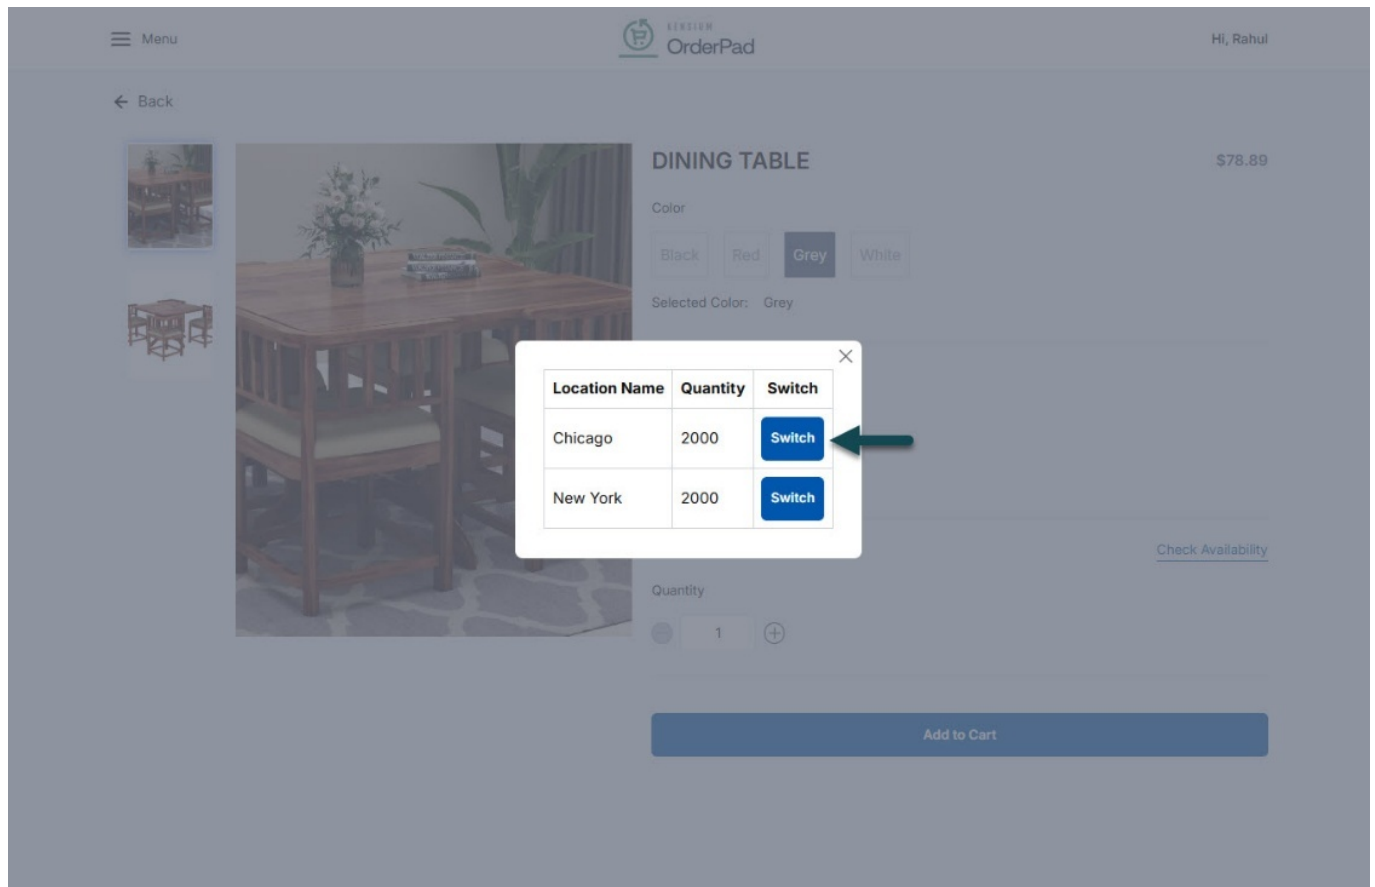 Menu
KENSIUM
OrderPad
Hi, Rahul
Back
DINING TABLE
$78.89
Color
Black Red Grey White
Selected Color: Grey
Location Name Quantity Switch
Chicago 2000 Switch
New York 2000 Switch
Check Availability
Quantity
1
Add to Cart